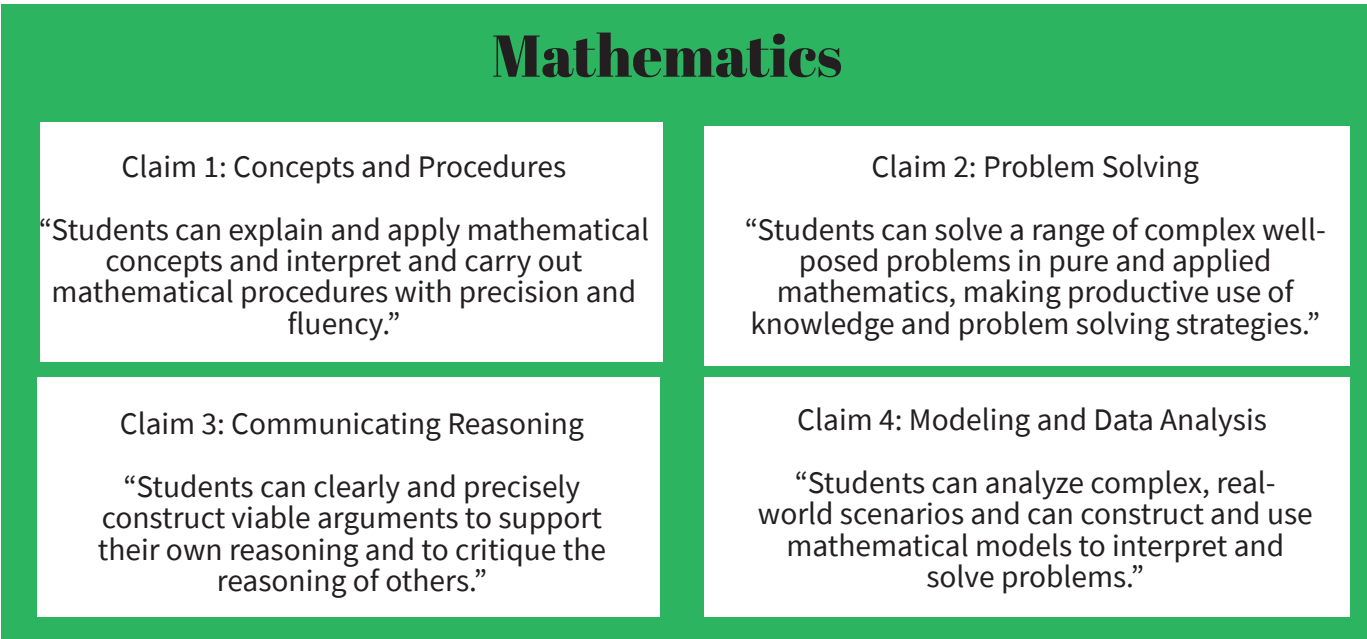 Mathematics
Claim 1: Concepts and Procedures
“Students can explain and apply mathematical
concepts and interpret and carry out
mathematical procedures with precision and
fluency.”
Claim 2: Problem Solving
“Students can solve a range of complex well-
posed problems in pure and applied
mathematics, making productive use of
knowledge and problem solving strategies.”
Claim 3: Communicating Reasoning
“Students can clearly and precisely
construct viable arguments to support
their own reasoning and to critique the
reasoning of others.”
Claim 4: Modeling and Data Analysis
“Students can analyze complex, real-
world scenarios and can construct and use
mathematical models to interpret and
solve problems.”